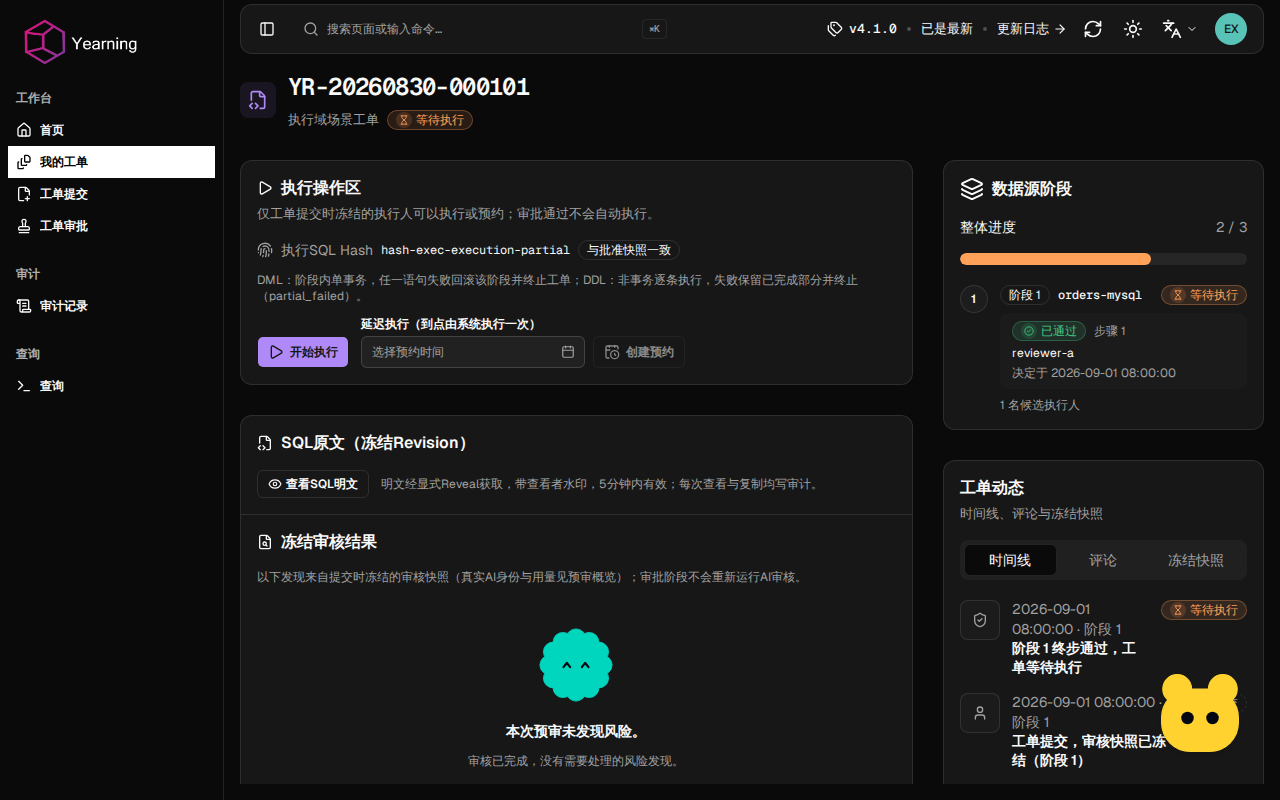 Yearning
工作台
首页
我的工单
工单提交
工单审批
审计
审计记录
查询
查询
搜索页面或输入命令...
⌘K
v4.1.0 • 已是最新 • 更新日志 →
EX
YR-20260830-000101
执行域场景工单 等待执行
执行操作区
仅工单提交时冻结的执行人可以执行或预约；审批通过不会自动执行。
执行SQL Hash hash-exec-execution-partial 与批准快照一致
DML：阶段内单事务，任一语句失败回滚该阶段并终止工单；DDL：非事务逐条执行，失败保留已完成部分并终止
（partial_failed）。
延迟执行（到点由系统执行一次）
开始执行 选择预约时间 创建预约
SQL原文（冻结Revision）
查看SQL明文 明文经显式Reveal获取，带查看者水印，5分钟内有效；每次查看与复制均写审计。
冻结审核结果
以下发现来自提交时冻结的审核快照（真实AI身份与用量见预审概览）；审批阶段不会重新运行AI审核。
本次预审未发现风险。
审核已完成，没有需要处理的风险发现。
数据源阶段
整体进度 2 / 3
1 阶段 1 orders-mysql 等待执行
已通过 步骤 1
reviewer-a
决定于 2026-09-01 08:00:00
1 名候选执行人
工单动态
时间线、评论与冻结快照
时间线 评论 冻结快照
2026-09-01 等待执行
08:00:00 · 阶段 1
阶段 1 终步通过，工
单等待执行
2026-09-01 08:00:00 ·
阶段 1
工单提交，审核快照已冻
结（阶段 1）